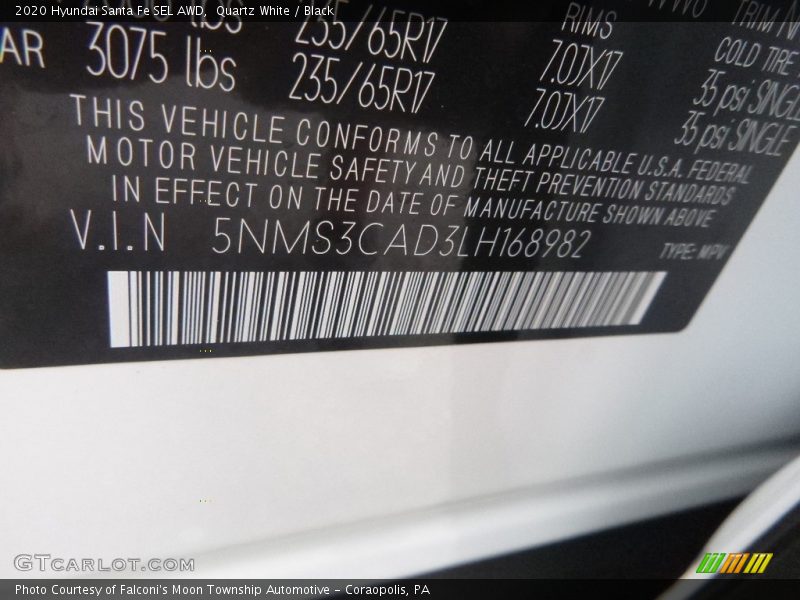 2020 Hyundai Santa Fe SEL AWD, Quartz White / Black
lbs 235/65R17 RIMS TRIM
AR 3075 lbs 235/65R17 7.0JX17 COLD TIRE
7.0JX17 35 psi SINGLE
35 psi SINGLE
THIS VEHICLE CONFORMS TO ALL APPLICABLE U.S.A. FEDERAL
MOTOR VEHICLE SAFETY AND THEFT PREVENTION STANDARDS
IN EFFECT ON THE DATE OF MANUFACTURE SHOWN ABOVE
V.I.N 5NMS3CAD3LH168982 TYPE: MPV
GTcarlot.com
Photo Courtesy of Falconi's Moon Township Automotive - Coraopolis, PA